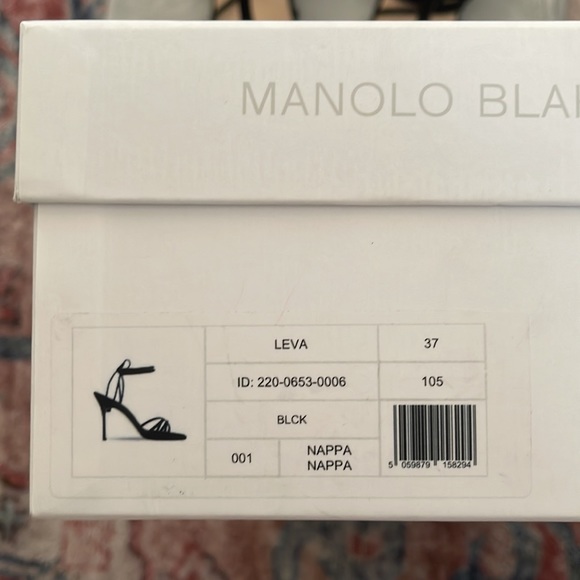 MANOLO BLA
LEVA
37
ID: 220-0653-0006
105
BLCK
001
NAPPA
NAPPA
5 059879 158294